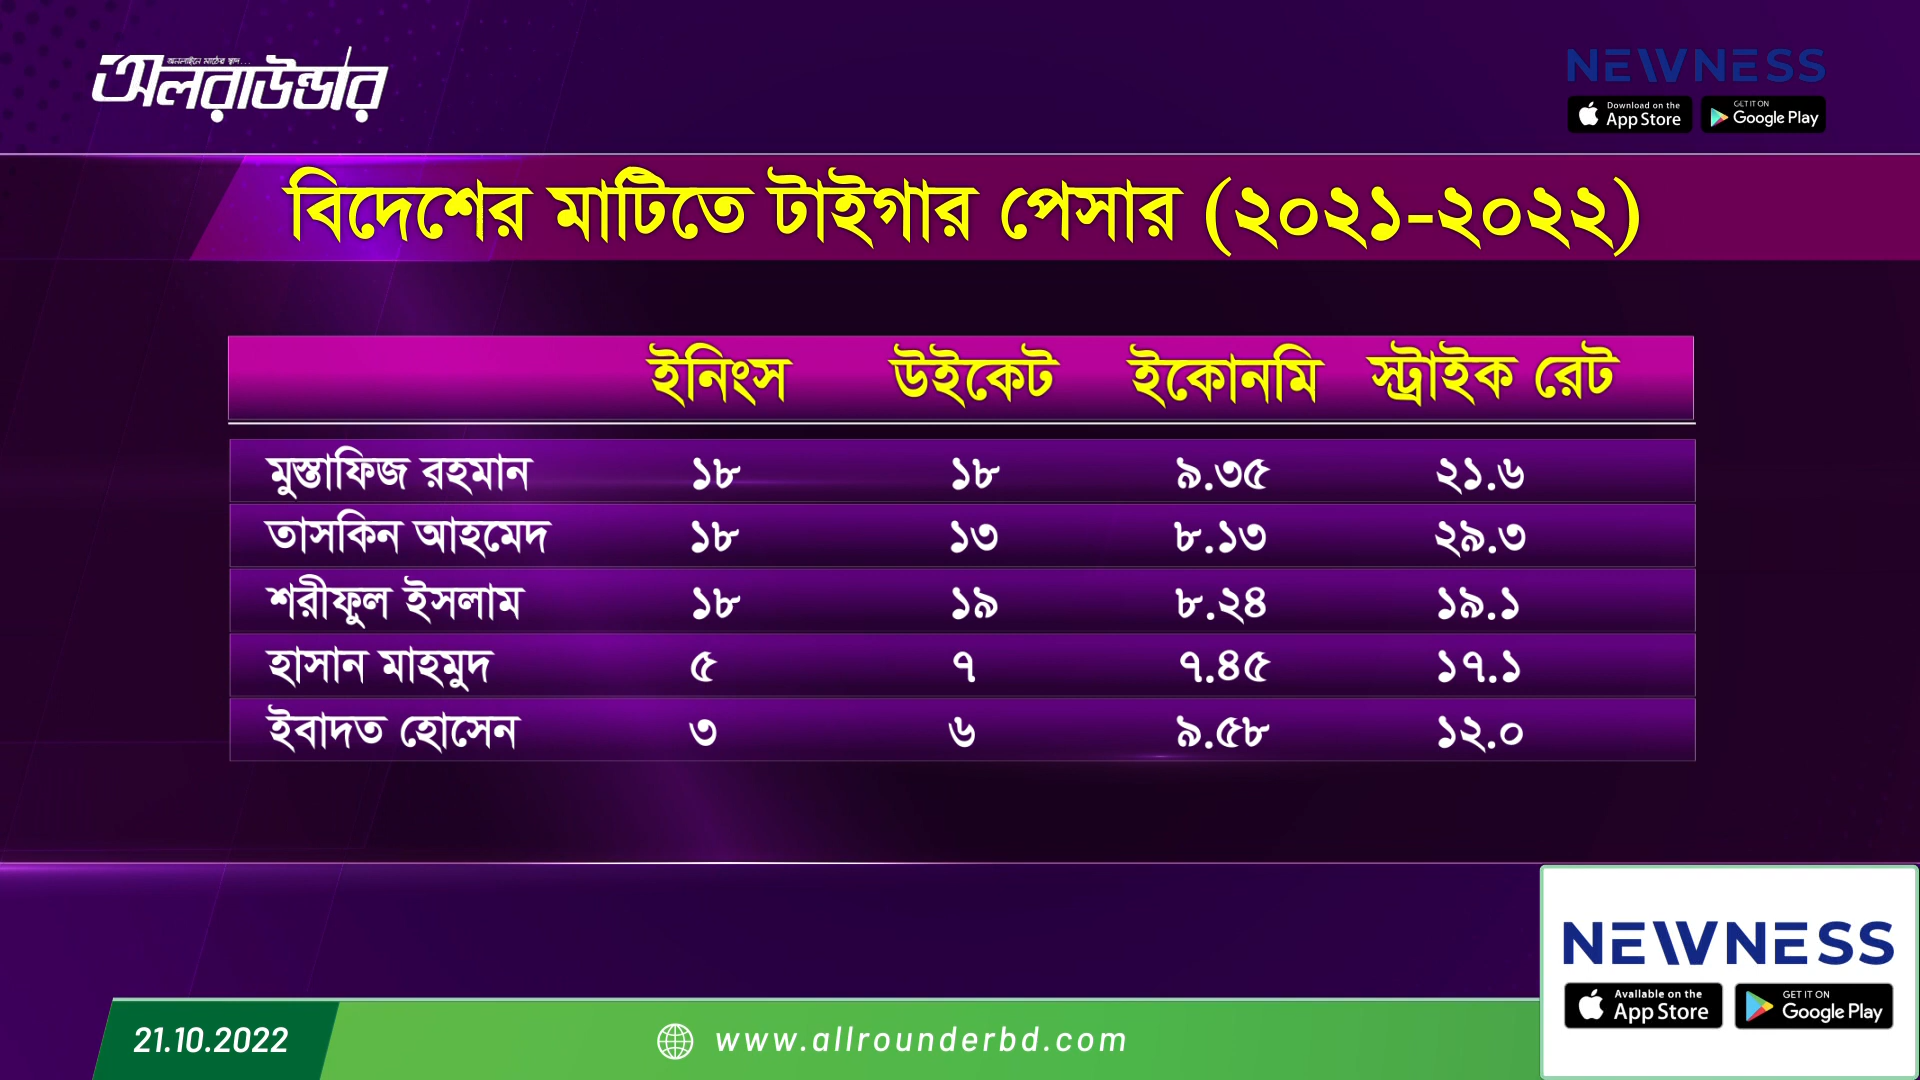 অনলাইনে মাঠের স্বাদ...
অলরাউন্ডার
NEWNESS
Download on the App Store
GET IT ON Google Play
বিদেশের মাটিতে টাইগার পেসার (২০২১-২০২২)
ইনিংস উইকেট ইকোনমি স্ট্রাইক রেট
মুস্তাফিজ রহমান ১৮ ১৮ ৯.৩৫ ২১.৬
তাসকিন আহমেদ ১৮ ১৩ ৮.১৩ ২৯.৩
শরীফুল ইসলাম ১৮ ১৯ ৮.২৪ ১৯.১
হাসান মাহমুদ ৫ ৭ ৭.৪৫ ১৭.১
ইবাদত হোসেন ৩ ৬ ৯.৫৮ ১২.০
NEWNESS
Available on the App Store
GET IT ON Google Play
21.10.2022
www.allrounderbd.com